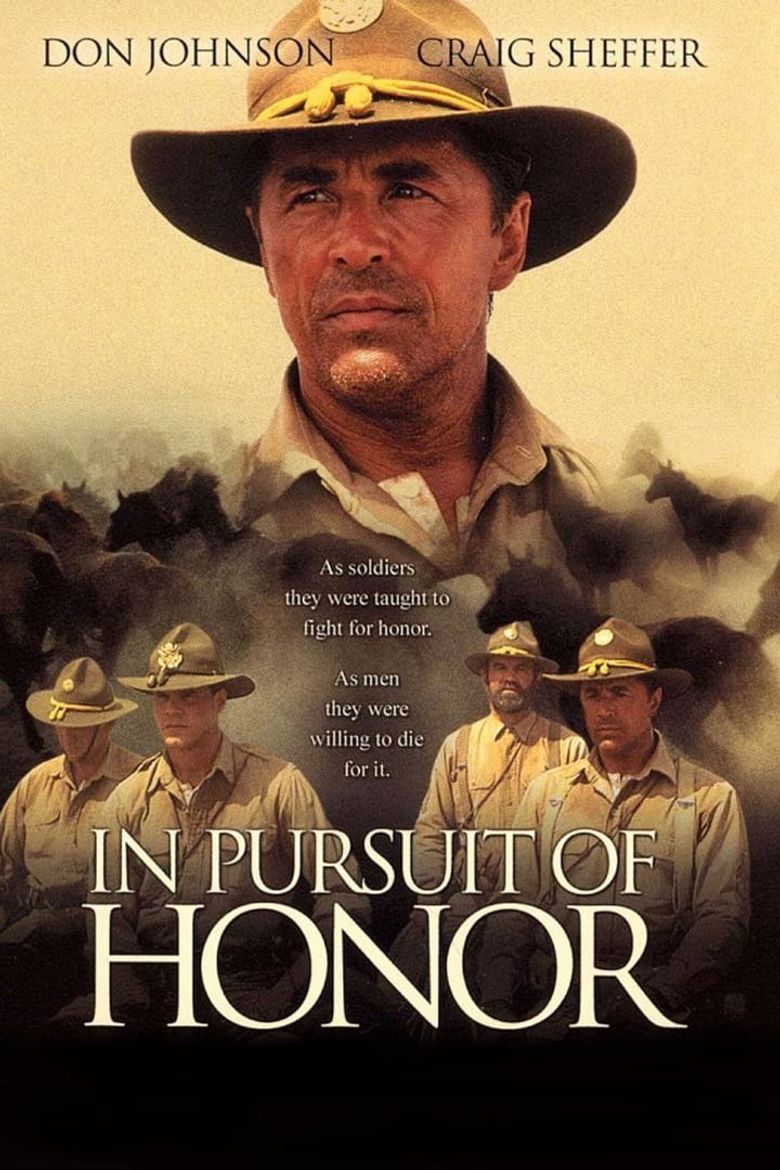 DON JOHNSON CRAIG SHEFFER
As soldiers
they were taught to
fight for honor.
As men
they were
willing to die
for it.
IN PURSUIT OF
HONOR